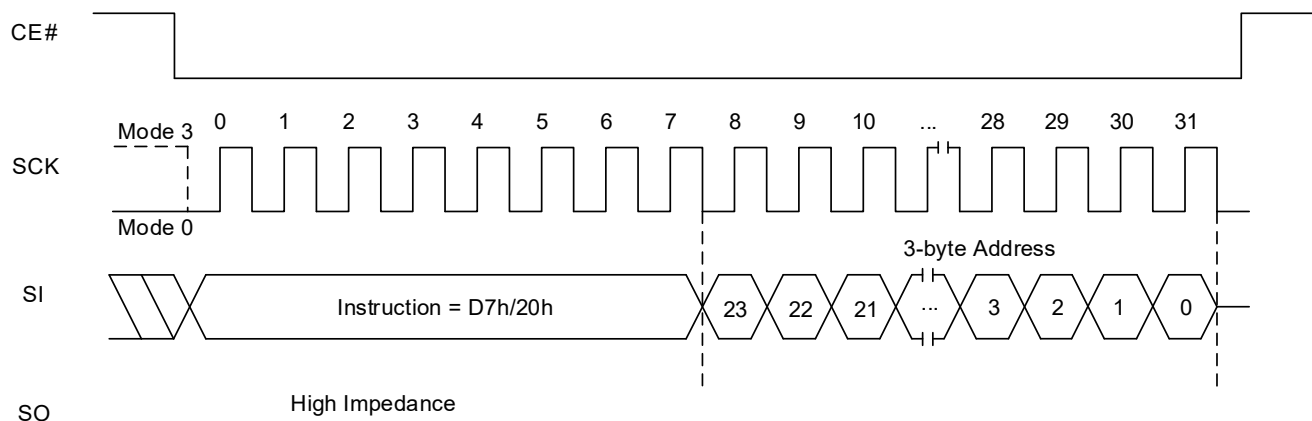 CE#
Mode 3
0 1 2 3 4 5 6 7 8 9 10 ... 28 29 30 31
SCK
Mode 0
3-byte Address
SI
Instruction = D7h/20h 23 22 21 ... 3 2 1 0
High Impedance
SO